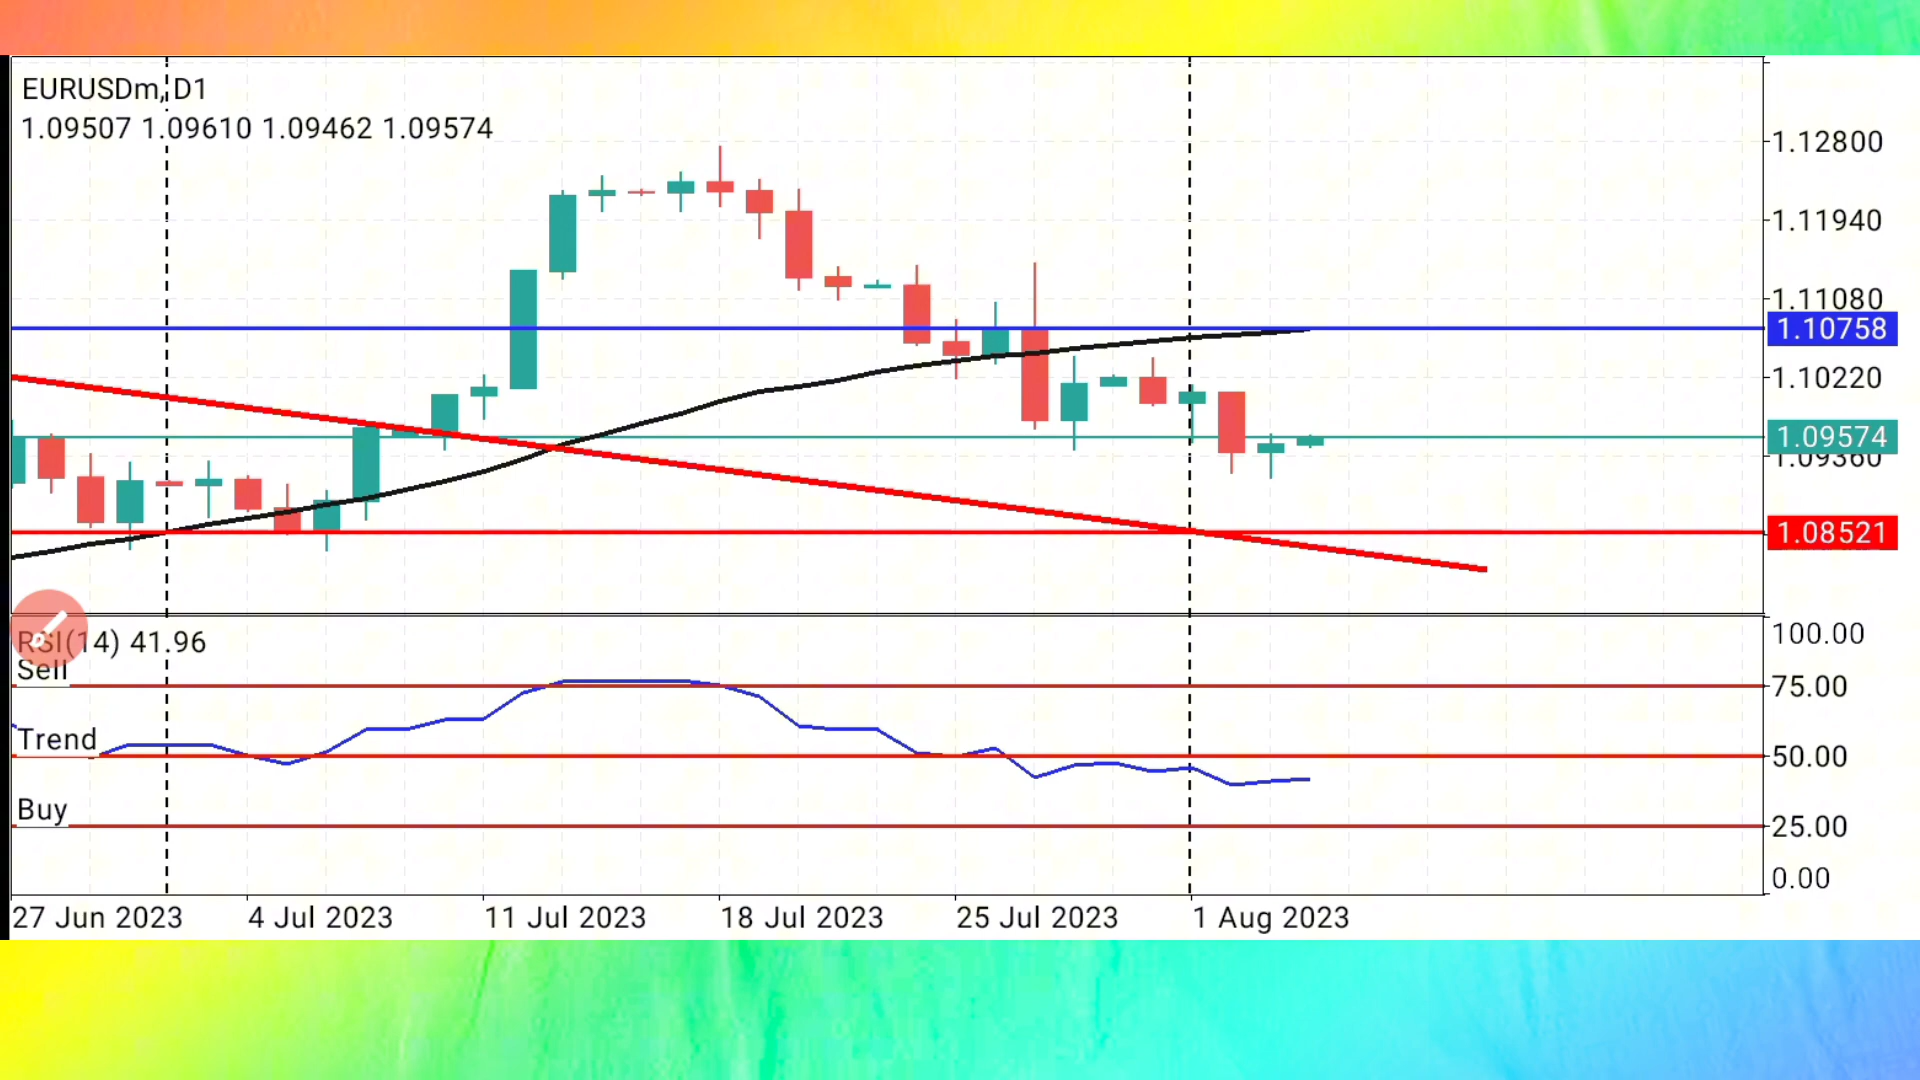 EURUSDm, D1
1.09507 1.09610 1.09462 1.09574
1.12800
1.11940
1.11080
1.10758
1.10220
1.09574
1.09360
1.08521
RSI(14) 41.96
Sell
Trend
Buy
100.00
75.00
50.00
25.00
0.00
27 Jun 2023 4 Jul 2023 11 Jul 2023 18 Jul 2023 25 Jul 2023 1 Aug 2023